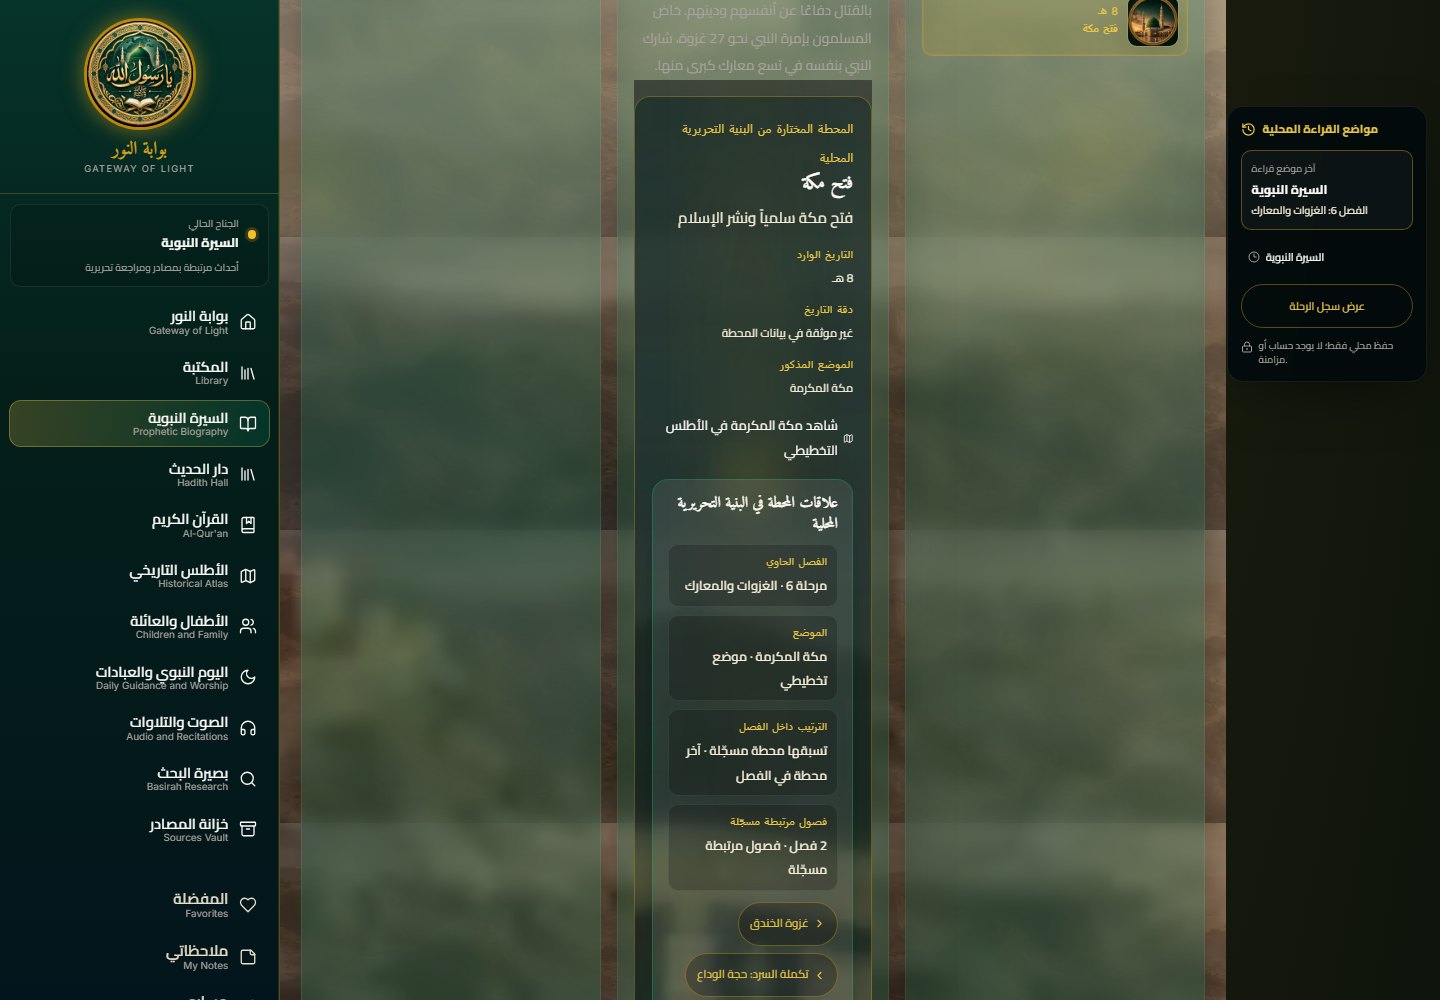 يا رسول الله
بوابة النور
GATEWAY OF LIGHT
الجناح الحالي
السيرة النبوية
أحداث مرتبطة بمصادر ومراجعة تحريرية
بوابة النور
Gateway of Light
المكتبة
Library
السيرة النبوية
Prophetic Biography
دار الحديث
Hadith Hall
القرآن الكريم
Al-Qur'an
الأطلس التاريخي
Historical Atlas
الأطفال والعائلة
Children and Family
اليوم النبوي والعبادات
Daily Guidance and Worship
الصوت والتلاوات
Audio and Recitations
بصيرة البحث
Basirah Research
خزانة المصادر
Sources Vault
المفضلة
Favorites
ملاحظاتي
My Notes
بالقتال دفاعًا عن أنفسهم ودينهم. خاض
المسلمون بإمرة النبي نحو 27 غزوة، شارك
النبي بنفسه في تسع معارك كبرى منها.
المحطة المختارة من البنية التحريرية
المحلية
فتح مكة
فتح مكة سلمياً ونشر الإسلام
التاريخ الوارد
8 هـ
دقة التاريخ
غير موثقة في بيانات المحطة
الموضع المذكور
مكة المكرمة
شاهد مكة المكرمة في الأطلس
التخطيطي
علاقات المحطة في البنية التحريرية
المحلية
الفصل الحاوي
مرحلة 6 · الغزوات والمعارك
الموضع
مكة المكرمة · موضع
تخطيطي
الترتيب داخل الفصل
تسبقها محطة مسجّلة · آخر
محطة في الفصل
فصول مرتبطة مسجّلة
2 فصل · فصول مرتبطة
مسجّلة
غزوة الخندق
تكملة السرد: حجة الوداع
8 هـ
فتح مكة
مواضع القراءة المحلية
آخر موضع قراءة
السيرة النبوية
الفصل 6: الغزوات والمعارك
السيرة النبوية
عرض سجل الرحلة
حفظ محلي فقط؛ لا يوجد حساب أو
مزامنة.